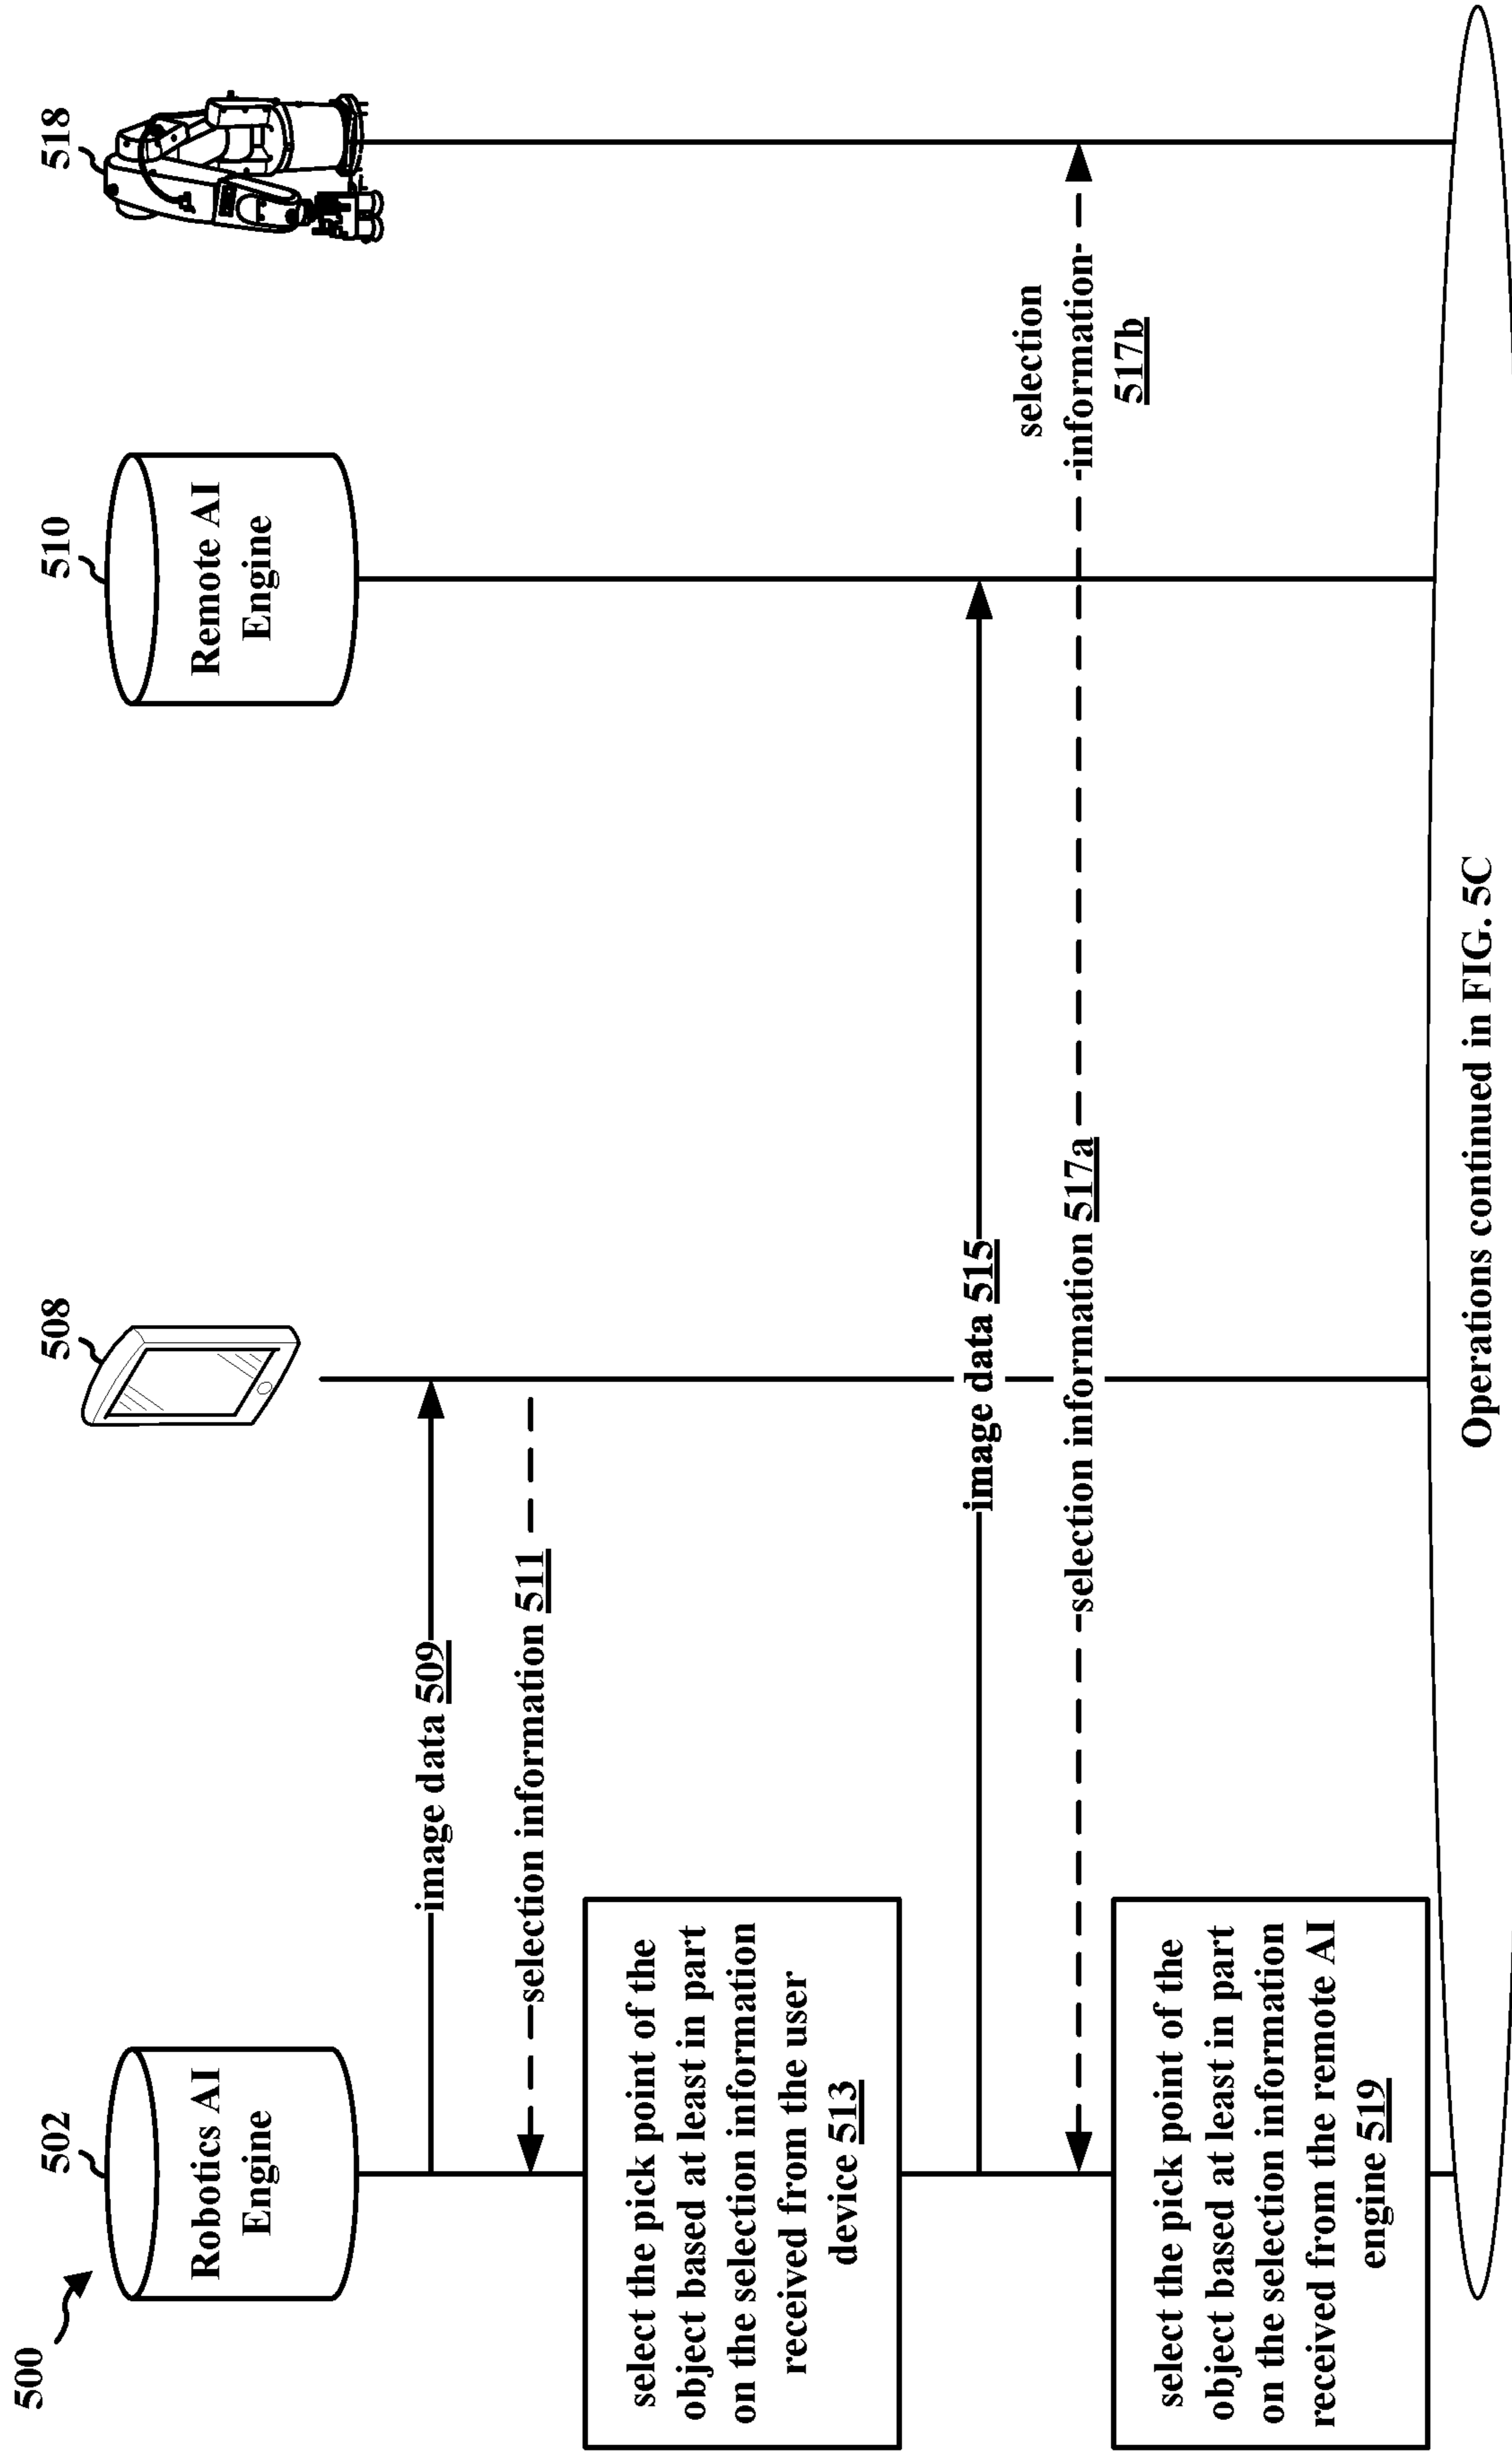 500
502
508
510
518
Robotics AI
Engine
Remote AI
Engine
image data 509
selection information 511
select the pick point of the
object based at least in part
on the selection information
received from the user
device 513
image data 515
selection
selection information 517a
information
517b
select the pick point of the
object based at least in part
on the selection information
received from the remote AI
engine 519
Operations continued in FIG. 5C